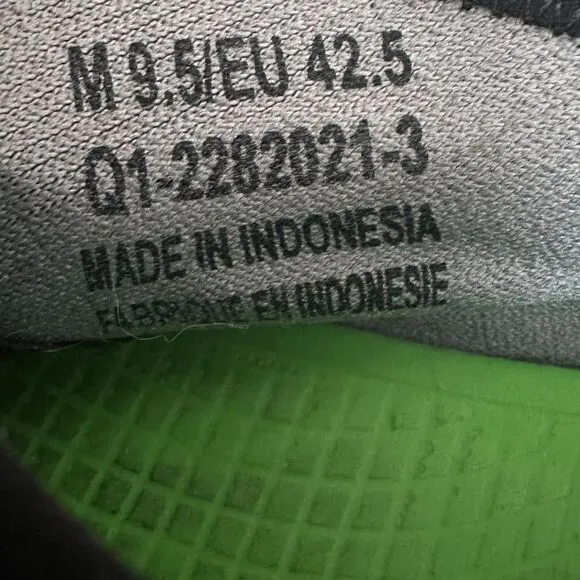 M 9.5/EU 42.5
Q1-2282021-3
MADE IN INDONESIA
FABRIQUE EN INDONESIE